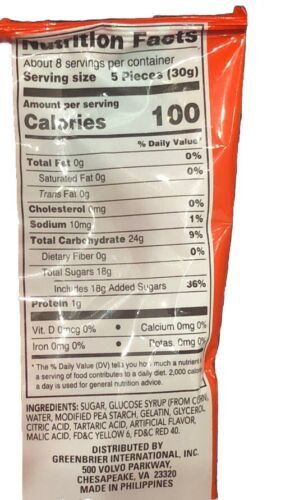 Nutrition Facts
About 8 servings per container
Serving size 5 Pieces (30g)
Amount per serving
Calories 100
% Daily Value*
Total Fat 0g 0%
Saturated Fat 0g 0%
Trans Fat 0g
Cholesterol 0mg 0%
Sodium 10mg 1%
Total Carbohydrate 24g 9%
Dietary Fiber 0g 0%
Total Sugars 18g
Includes 18g Added Sugars 36%
Protein 1g
Vit. D 0mcg 0% • Calcium 0mg 0%
Iron 0mg 0% • Potas. 0mg 0%
*The % Daily Value (DV) tells you how much a nutrient in
a serving of food contributes to a daily diet. 2,000 calories
a day is used for general nutrition advice.
INGREDIENTS: SUGAR, GLUCOSE SYRUP (FROM CORN),
WATER, MODIFIED PEA STARCH, GELATIN, GLYCEROL,
CITRIC ACID, TARTARIC ACID, ARTIFICIAL FLAVOR,
MALIC ACID, FD&C YELLOW 6, FD&C RED 40.
DISTRIBUTED BY
GREENBRIER INTERNATIONAL, INC.
500 VOLVO PARKWAY,
CHESAPEAKE, VA 23320
MADE IN PHILIPPINES